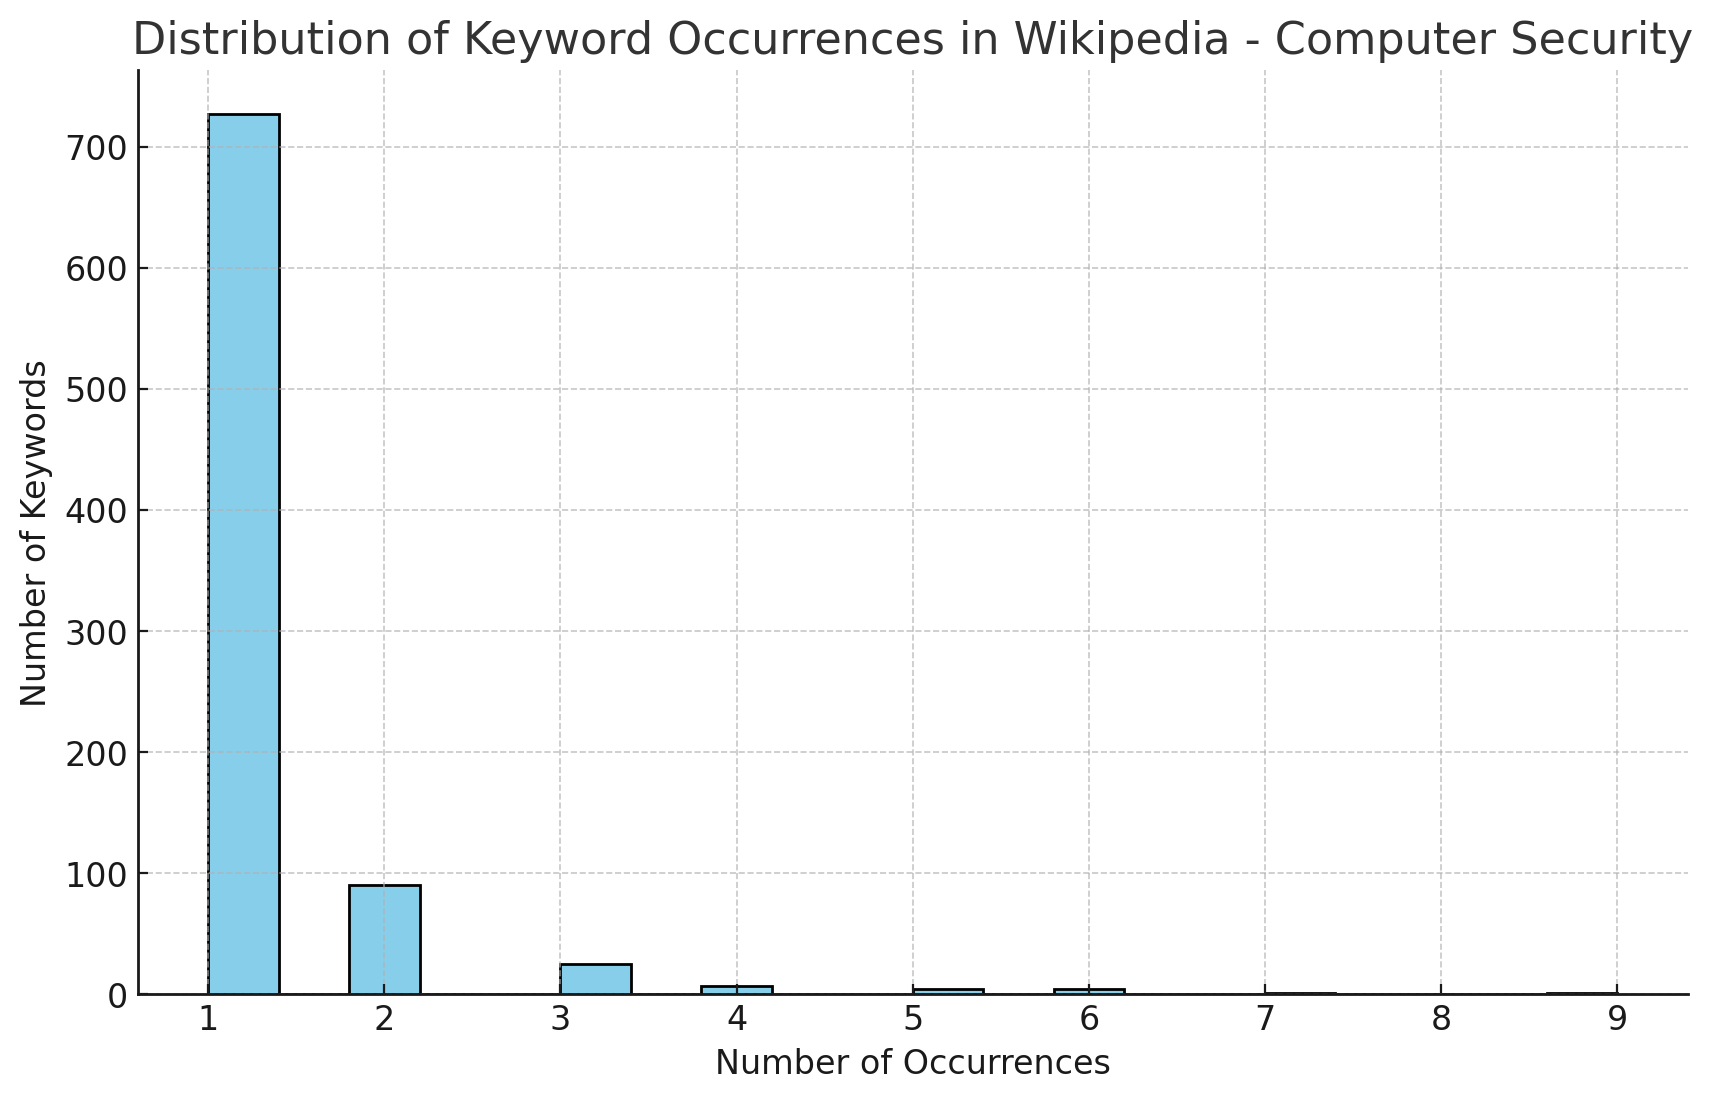 Distribution of Keyword Occurrences in Wikipedia - Computer Security
Number of Keywords
700
600
500
400
300
200
100
0
1 2 3 4 5 6 7 8 9
Number of Occurrences